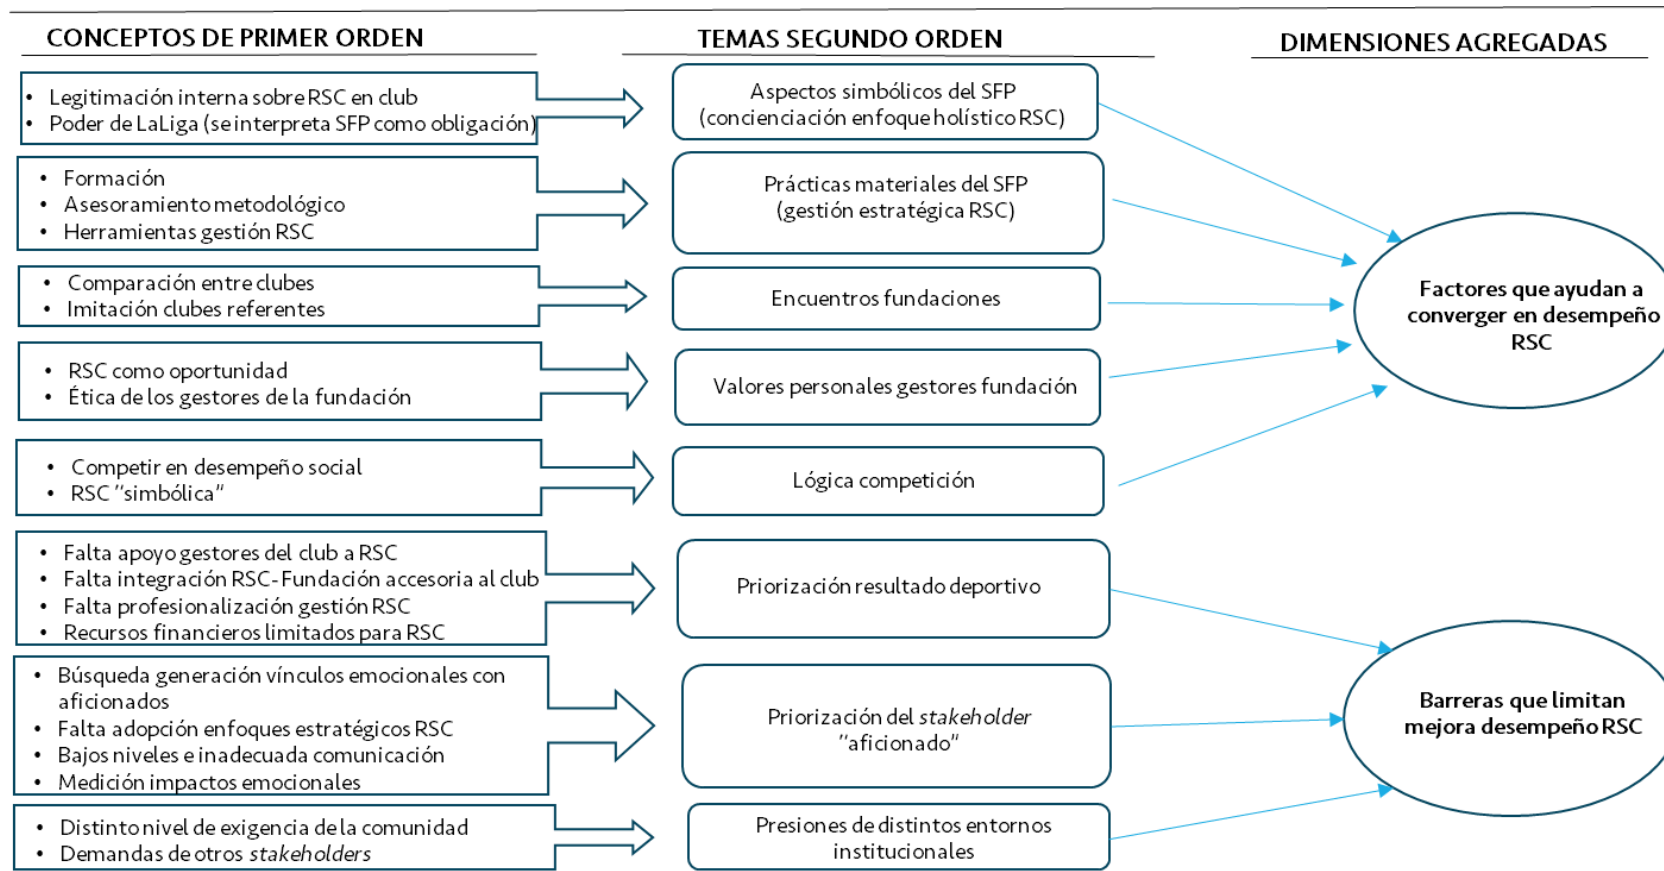 CONCEPTOS DE PRIMER ORDEN
TEMAS SEGUNDO ORDEN
DIMENSIONES AGREGADAS
• Legitimación interna sobre RSC en club
• Poder de LaLiga (se interpreta SFP como obligación)
Aspectos simbólicos del SFP
(concienciación enfoque holístico RSC)
• Formación
• Asesoramiento metodológico
• Herramientas gestión RSC
Prácticas materiales del SFP
(gestión estratégica RSC)
• Comparación entre clubes
• Imitación clubes referentes
Encuentros fundaciones
• RSC como oportunidad
• Ética de los gestores de la fundación
Valores personales gestores fundación
• Competir en desempeño social
• RSC "simbólica"
Lógica competición
Factores que ayudan a
converger en desempeño
RSC
• Falta apoyo gestores del club a RSC
• Falta integración RSC-Fundación accesoria al club
• Falta profesionalización gestión RSC
• Recursos financieros limitados para RSC
Priorización resultado deportivo
• Búsqueda generación vínculos emocionales con
aficionados
• Falta adopción enfoques estratégicos RSC
• Bajos niveles e inadecuada comunicación
• Medición impactos emocionales
Priorización del stakeholder
"aficionado"
• Distinto nivel de exigencia de la comunidad
• Demandas de otros stakeholders
Presiones de distintos entornos
institucionales
Barreras que limitan
mejora desempeño RSC